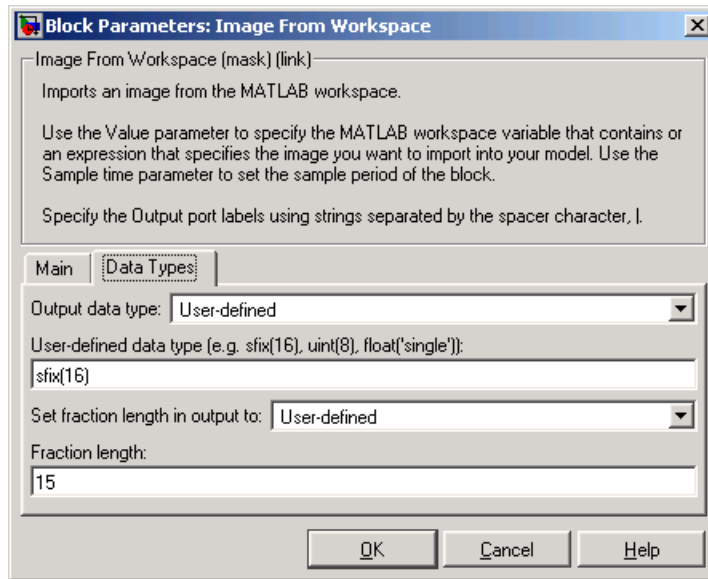 Block Parameters: Image From Workspace
Image From Workspace (mask) (link)
Imports an image from the MATLAB workspace.
Use the Value parameter to specify the MATLAB workspace variable that contains or
an expression that specifies the image you want to import into your model. Use the
Sample time parameter to set the sample period of the block.
Specify the Output port labels using strings separated by the spacer character, |.
Main Data Types
Output data type: User-defined
User-defined data type (e.g. sfix(16), uint(8), float('single')):
sfix(16)
Set fraction length in output to: User-defined
Fraction length:
15
OK Cancel Help